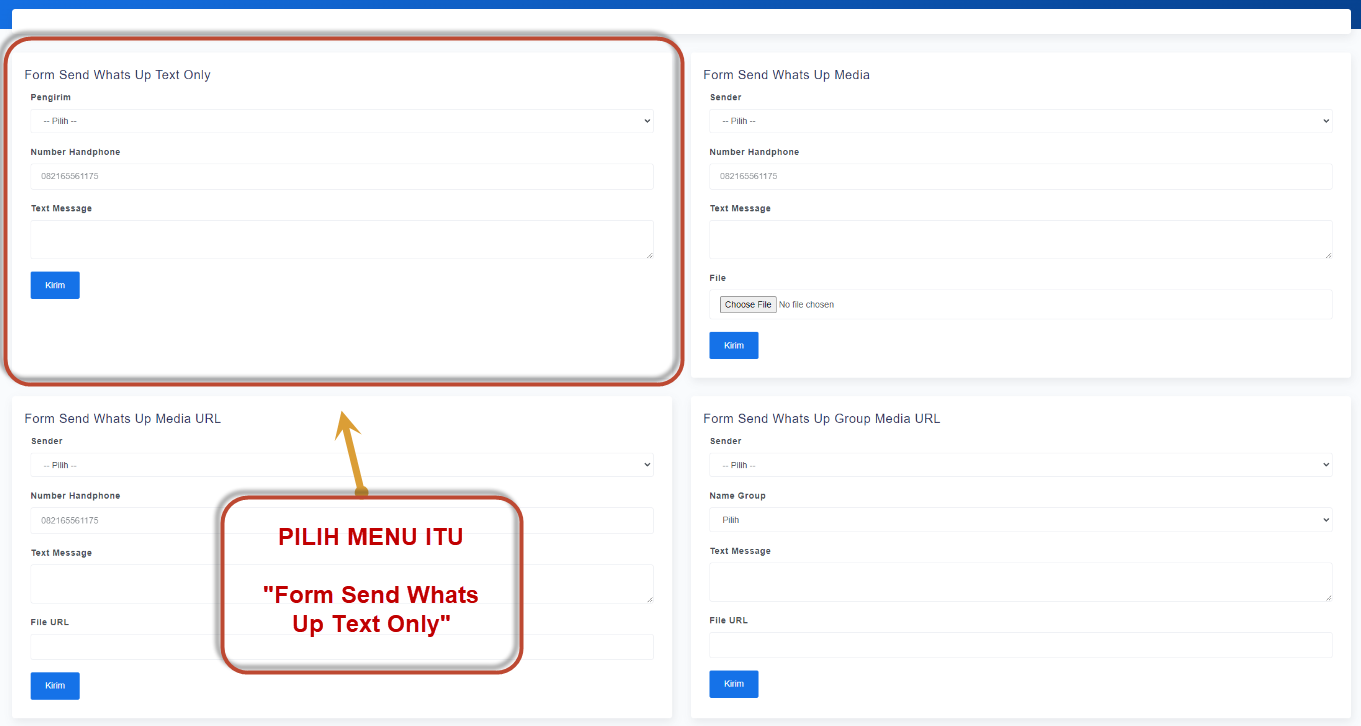 Form Send Whats Up Text Only
Pengirim
-- Pilih --
Number Handphone
082165561175
Text Message
Kirim
Form Send Whats Up Media
Sender
-- Pilih --
Number Handphone
082165561175
Text Message
File
Choose File No file chosen
Kirim
Form Send Whats Up Media URL
Sender
-- Pilih --
Number Handphone
082165561175
Text Message
File URL
Kirim
PILIH MENU ITU
"Form Send Whats
Up Text Only"
Form Send Whats Up Group Media URL
Sender
-- Pilih --
Name Group
Pilih
Text Message
File URL
Kirim